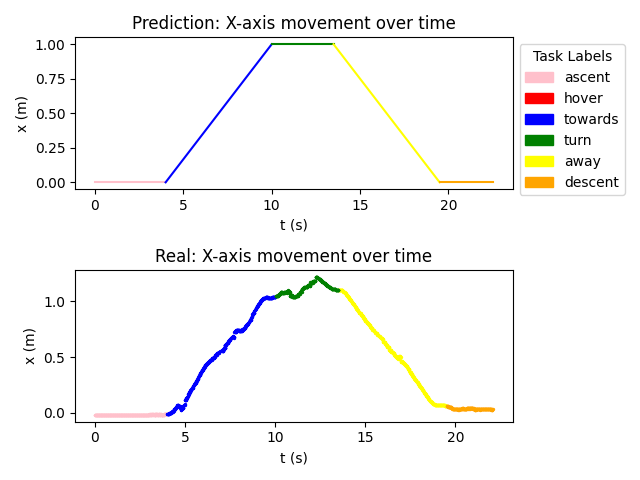 Prediction: X-axis movement over time
1.00
0.75
0.50
0.25
0.00
x (m)
0
5
10
15
20
t (s)
Task Labels
ascent
hover
towards
turn
away
descent
Real: X-axis movement over time
1.0
0.5
0.0
x (m)
0
5
10
15
20
t (s)